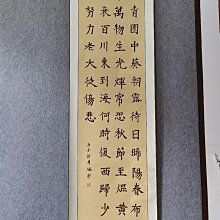 青園中葵朝露待日晞陽春布
萬物生光輝常恐秋節至焜黃
衰百川東到海何時復西歸少
努力老大徒傷悲